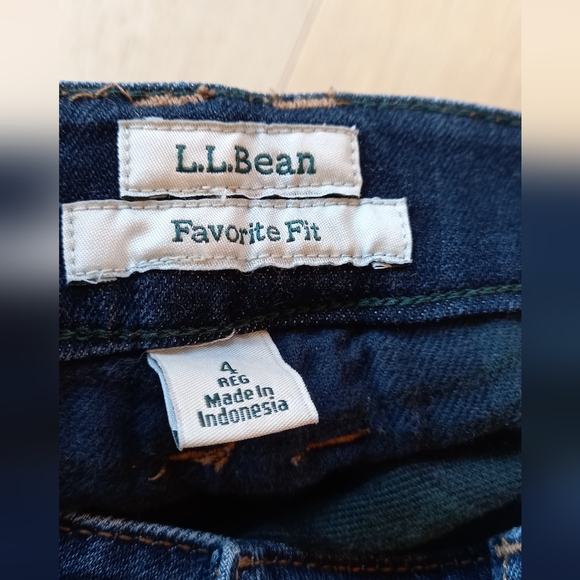 L.L.Bean
Favorite Fit
4
REG
Made In
Indonesia